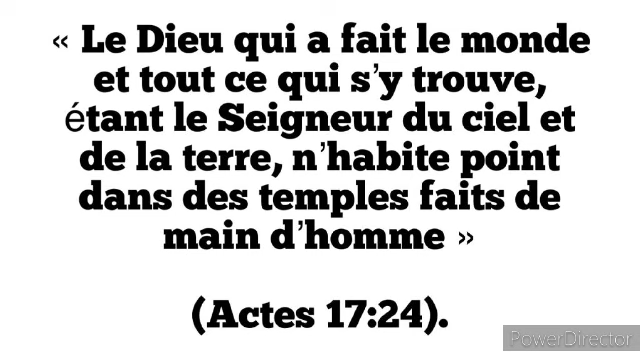 « Le Dieu qui a fait le monde
et tout ce qui s’y trouve,
étant le Seigneur du ciel et
de la terre, n’habite point
dans des temples faits de
main d’homme »
(Actes 17:24).
PowerDirector